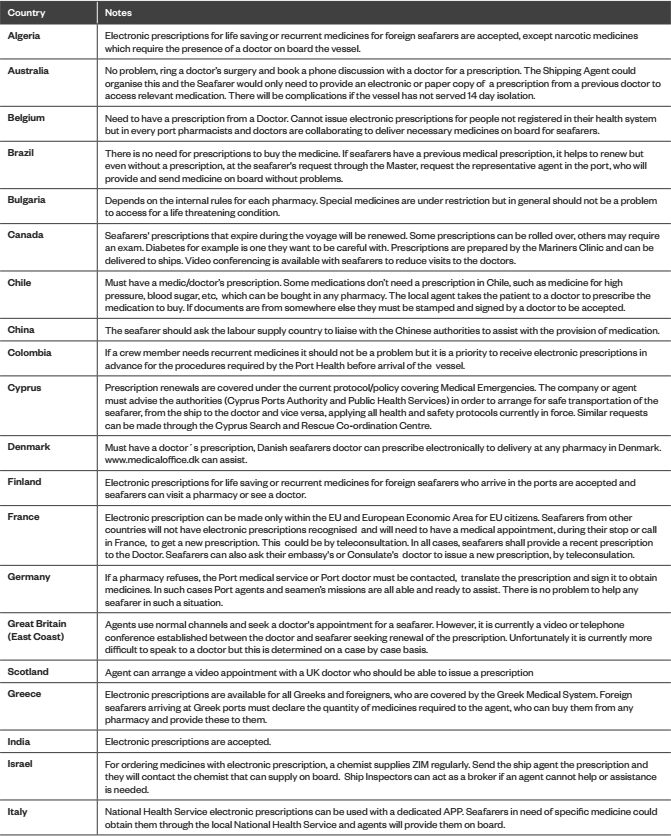 Country Notes
Algeria Electronic prescriptions for life saving or recurrent medicines for foreign seafarers are accepted, except narcotic medicines
which require the presence of a doctor on board the vessel.
Australia No problem, ring a doctor's surgery and book a phone discussion with a doctor for a prescription. The Shipping Agent could
organise this and the Seafarer would only need to provide an electronic or paper copy of a prescription from a previous doctor to
access relevant medication. There will be complications if the vessel has not served 14 day isolation.
Belgium Need to have a prescription from a Doctor. Cannot issue electronic prescriptions for people not registered in their health system
but in every port pharmacists and doctors are collaborating to deliver necessary medicines on board for seafarers.
Brazil There is no need for prescriptions to buy the medicine. If seafarers have a previous medical prescription, it helps to renew but
even without a prescription, at the seafarer's request through the Master, request the representative agent in the port, who will
provide and send medicine on board without problems.
Bulgaria Depends on the internal rules for each pharmacy. Special medicines are under restriction but in general should not be a problem
to access for a life threatening condition.
Canada Seafarers' prescriptions that expire during the voyage will be renewed. Some prescriptions can be rolled over, others may require
an exam. Diabetes for example is one they want to be careful with. Prescriptions are prepared by the Mariners Clinic and can be
delivered to ships. Video conferencing is available with seafarers to reduce visits to the doctors.
Chile Must have a medic/doctor's prescription. Some medications don't need a prescription in Chile, such as medicine for high
pressure, blood sugar, etc, which can be bought in any pharmacy. The local agent takes the patient to a doctor to prescribe the
medication to buy. If documents are from somewhere else they must be stamped and signed by a doctor to be accepted.
China The seafarer should ask the labour supply country to liaise with the Chinese authorities to assist with the provision of medication.
Colombia If a crew member needs recurrent medicines it should not be a problem but it is a priority to receive electronic prescriptions in
advance for the procedures required by the Port Health before arrival of the vessel.
Cyprus Prescription renewals are covered under the current protocol/policy covering Medical Emergencies. The company or agent
must advise the authorities (Cyprus Ports Authority and Public Health Services) in order to arrange for safe transportation of the
seafarer, from the ship to the doctor and vice versa, applying all health and safety protocols currently in force. Similar requests
can be made through the Cyprus Search and Rescue Co-ordination Centre.
Denmark Must have a doctor´s prescription, Danish seafarers doctor can prescribe electronically to delivery at any pharmacy in Denmark.
www.medicaloffice.dk can assist.
Finland Electronic prescriptions for life saving or recurrent medicines for foreign seafarers who arrive in the ports are accepted and
seafarers can visit a pharmacy or see a doctor.
France Electronic prescription can be made only within the EU and European Economic Area for EU citizens. Seafarers from other
countries will not have electronic prescriptions recognised and will need to have a medical appointment, during their stop or call
in France, to get a new prescription. This could be by teleconsultation. In all cases, seafarers shall provide a recent prescription
to the Doctor. Seafarers can also ask their embassy's or Consulate's doctor to issue a new prescription, by teleconsulation.
Germany If a pharmacy refuses, the Port medical service or Port doctor must be contacted, translate the prescription and sign it to obtain
medicines. In such cases Port agents and seamen's missions are all able and ready to assist. There is no problem to help any
seafarer in such a situation.
Great Britain Agents use normal channels and seek a doctor's appointment for a seafarer. However, it is currently a video or telephone
(East Coast) conference established between the doctor and seafarer seeking renewal of the prescription. Unfortunately it is currently more
difficult to speak to a doctor but this is determined on a case by case basis.
Scotland Agent can arrange a video appointment with a UK doctor who should be able to issue a prescription
Greece Electronic prescriptions are available for all Greeks and foreigners, who are covered by the Greek Medical System. Foreign
seafarers arriving at Greek ports must declare the quantity of medicines required to the agent, who can buy them from any
pharmacy and provide these to them.
India Electronic prescriptions are accepted.
Israel For ordering medicines with electronic prescription, a chemist supplies ZIM regularly. Send the ship agent the prescription and
they will contact the chemist that can supply on board. Ship Inspectors can act as a broker if an agent cannot help or assistance
is needed.
Italy National Health Service electronic prescriptions can be used with a dedicated APP. Seafarers in need of specific medicine could
obtain them through the local National Health Service and agents will provide them on board.